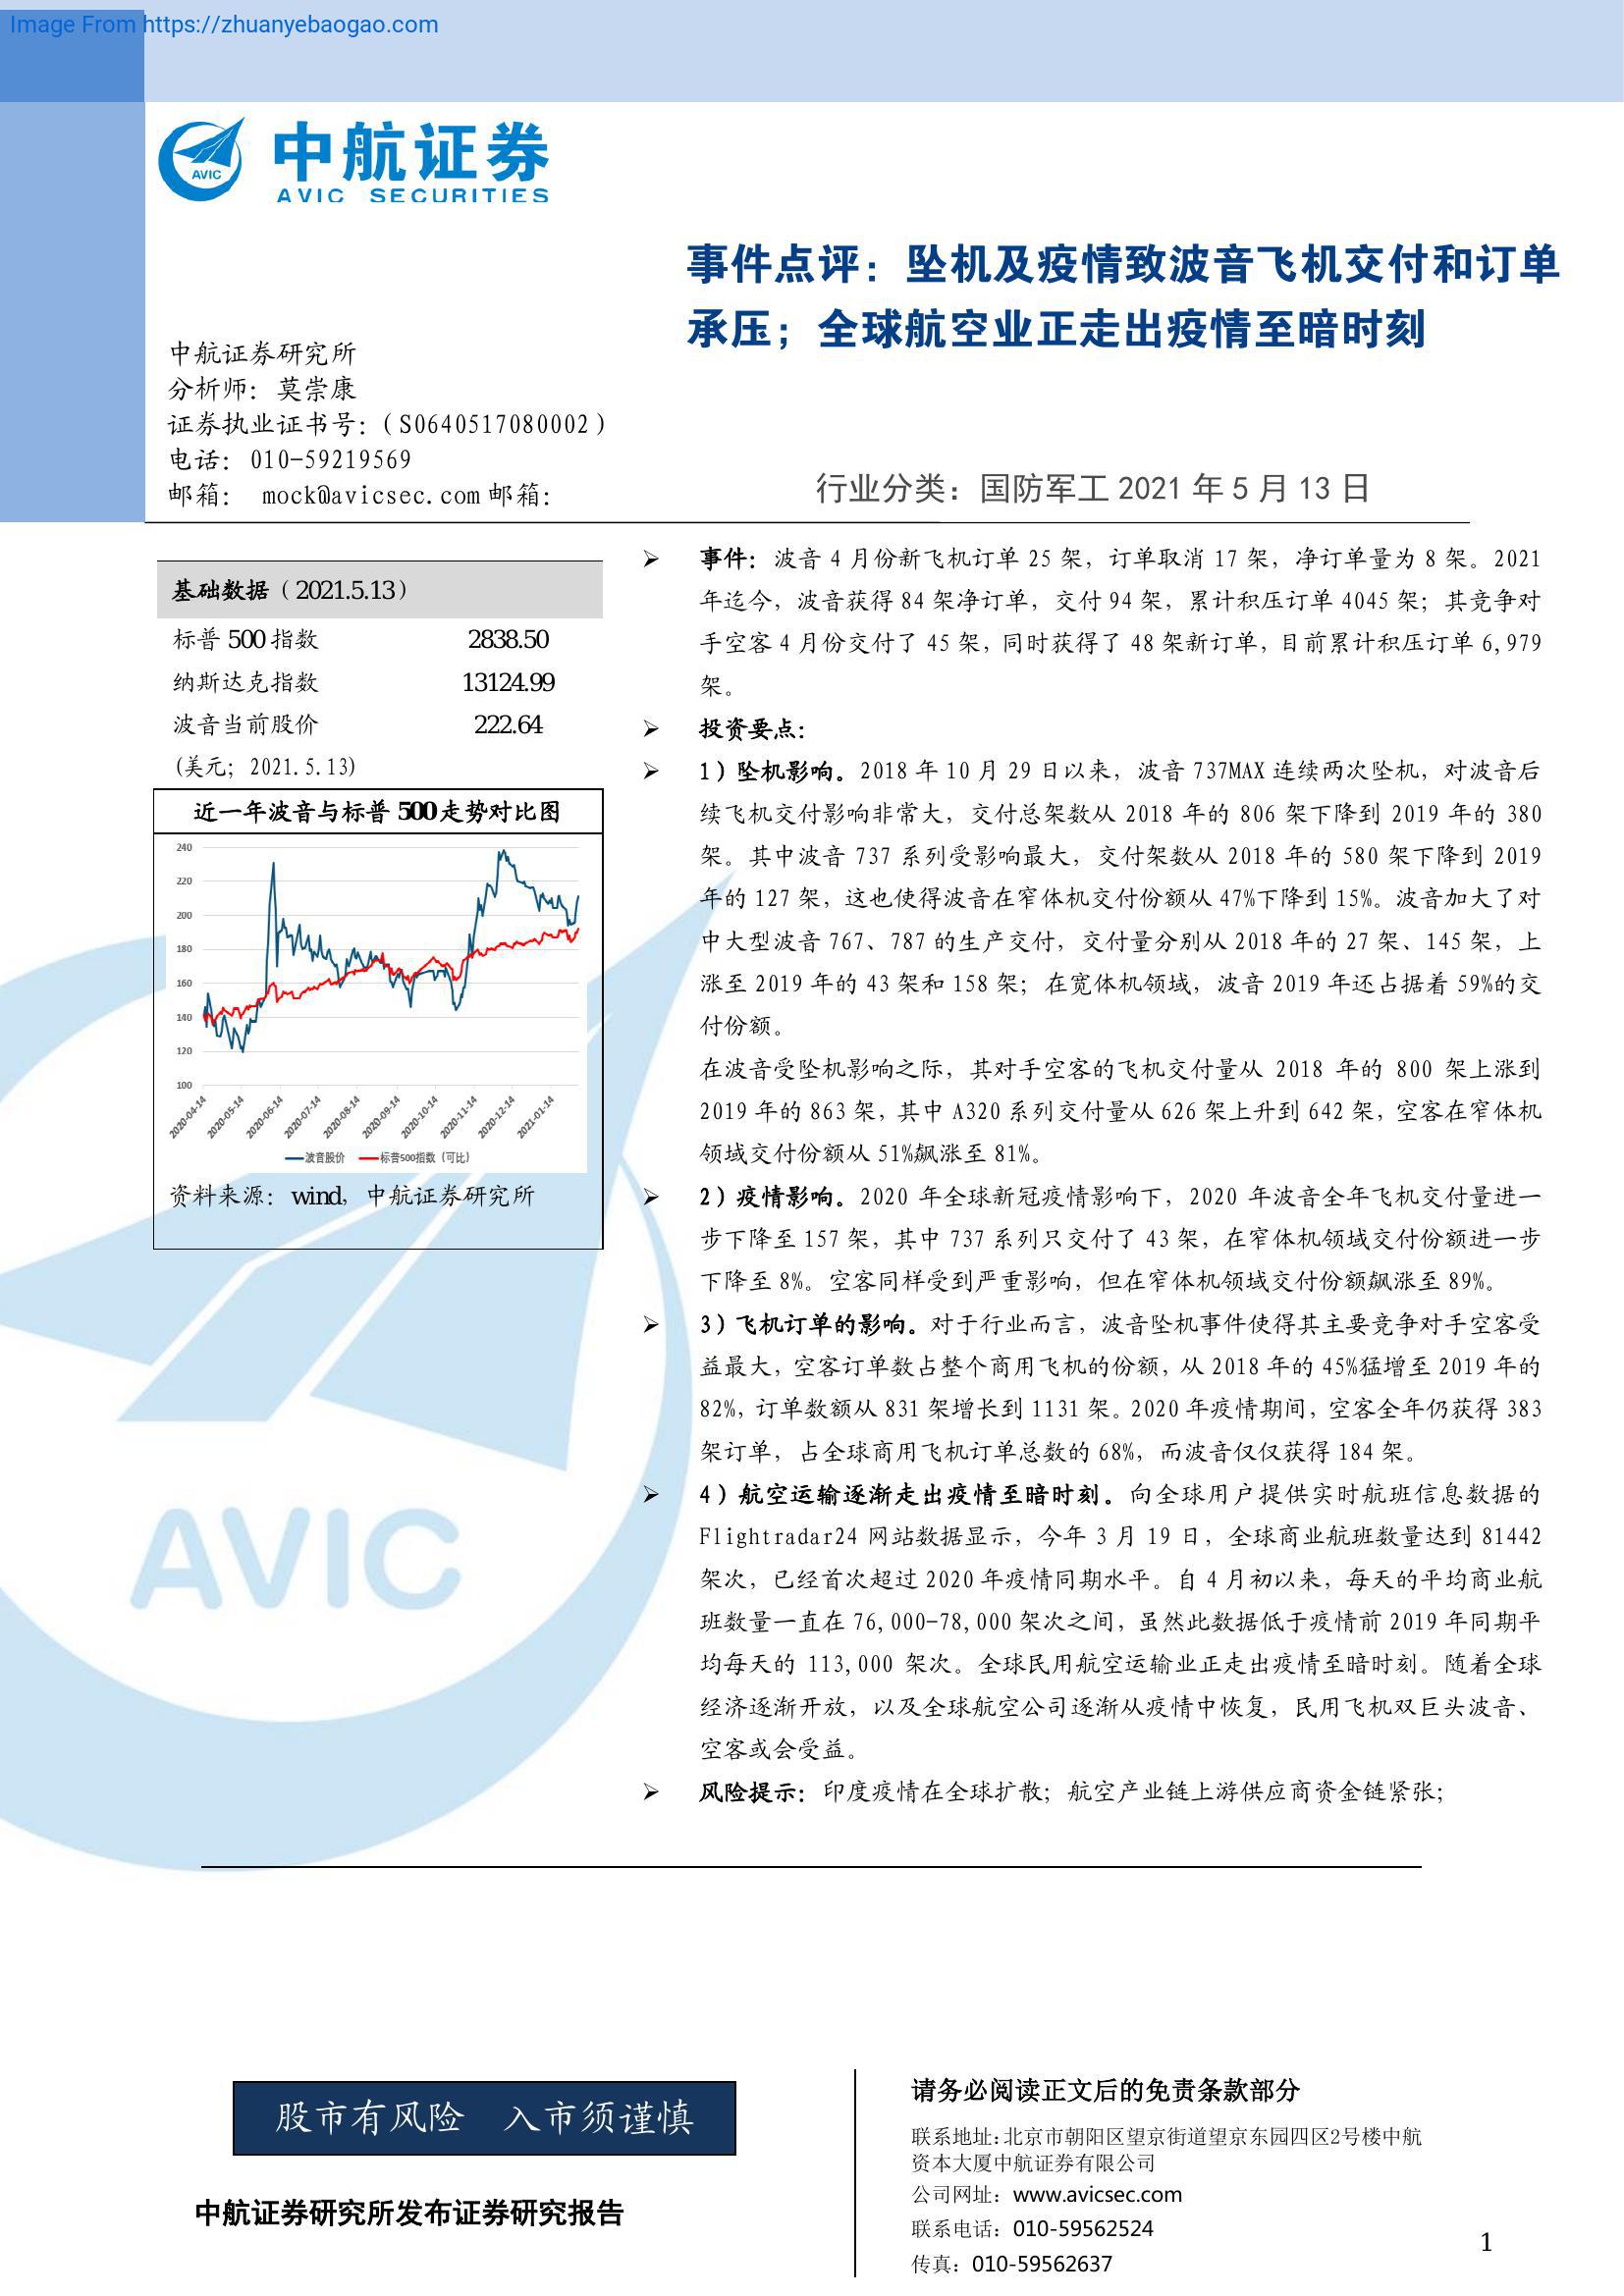 Image From https://zhuanyebaogao.com
AVIC
中航证券
AVIC SECURITIES
事件点评：坠机及疫情致波音飞机交付和订单
承压；全球航空业正走出疫情至暗时刻
中航证券研究所
分析师：莫崇康
证券执业证书号：（S0640517080002）
电话：010-59219569
邮箱： mock@avicsec.com 邮箱：
行业分类：国防军工 2021 年 5 月 13 日
基础数据（2021.5.13）
标普 500 指数 2838.50
纳斯达克指数 13124.99
波音当前股价 222.64
(美元；2021.5.13)
近一年波音与标普 500 走势对比图
240
220
200
180
160
140
120
100
2020-04-14 2020-05-14 2020-06-14 2020-07-14 2020-08-14 2020-09-14 2020-10-14 2020-11-14 2020-12-14 2021-01-14
波音股价 标普500指数（可比）
资料来源：wind，中航证券研究所
➢ 事件：波音 4 月份新飞机订单 25 架，订单取消 17 架，净订单量为 8 架。2021
年迄今，波音获得 84 架净订单，交付 94 架，累计积压订单 4045 架；其竞争对
手空客 4 月份交付了 45 架，同时获得了 48 架新订单，目前累计积压订单 6,979
架。
➢ 投资要点：
➢ 1）坠机影响。2018 年 10 月 29 日以来，波音 737MAX 连续两次坠机，对波音后
续飞机交付影响非常大，交付总架数从 2018 年的 806 架下降到 2019 年的 380
架。其中波音 737 系列受影响最大，交付架数从 2018 年的 580 架下降到 2019
年的 127 架，这也使得波音在窄体机交付份额从 47%下降到 15%。波音加大了对
中大型波音 767、787 的生产交付，交付量分别从 2018 年的 27 架、145 架，上
涨至 2019 年的 43 架和 158 架；在宽体机领域，波音 2019 年还占据着 59%的交
付份额。
在波音受坠机影响之际，其对手空客的飞机交付量从 2018 年的 800 架上涨到
2019 年的 863 架，其中 A320 系列交付量从 626 架上升到 642 架，空客在窄体机
领域交付份额从 51%飙涨至 81%。
➢ 2）疫情影响。2020 年全球新冠疫情影响下，2020 年波音全年飞机交付量进一
步下降至 157 架，其中 737 系列只交付了 43 架，在窄体机领域交付份额进一步
下降至 8%。空客同样受到严重影响，但在窄体机领域交付份额飙涨至 89%。
➢ 3）飞机订单的影响。对于行业而言，波音坠机事件使得其主要竞争对手空客受
益最大，空客订单数占整个商用飞机的份额，从 2018 年的 45%猛增至 2019 年的
82%，订单数额从 831 架增长到 1131 架。2020 年疫情期间，空客全年仍获得 383
架订单，占全球商用飞机订单总数的 68%，而波音仅仅获得 184 架。
➢ 4）航空运输逐渐走出疫情至暗时刻。向全球用户提供实时航班信息数据的
Flightradar24 网站数据显示，今年 3 月 19 日，全球商业航班数量达到 81442
架次，已经首次超过 2020 年疫情同期水平。自 4 月初以来，每天的平均商业航
班数量一直在 76,000-78,000 架次之间，虽然此数据低于疫情前 2019 年同期平
均每天的 113,000 架次。全球民用航空运输业正走出疫情至暗时刻。随着全球
经济逐渐开放，以及全球航空公司逐渐从疫情中恢复，民用飞机双巨头波音、
空客或会受益。
➢ 风险提示：印度疫情在全球扩散；航空产业链上游供应商资金链紧张；
AVIC
股市有风险 入市须谨慎
中航证券研究所发布证券研究报告
请务必阅读正文后的免责条款部分
联系地址：北京市朝阳区望京街道望京东园四区2号楼中航
资本大厦中航证券有限公司
公司网址：www.avicsec.com
联系电话：010-59562524
传真：010-59562637
1